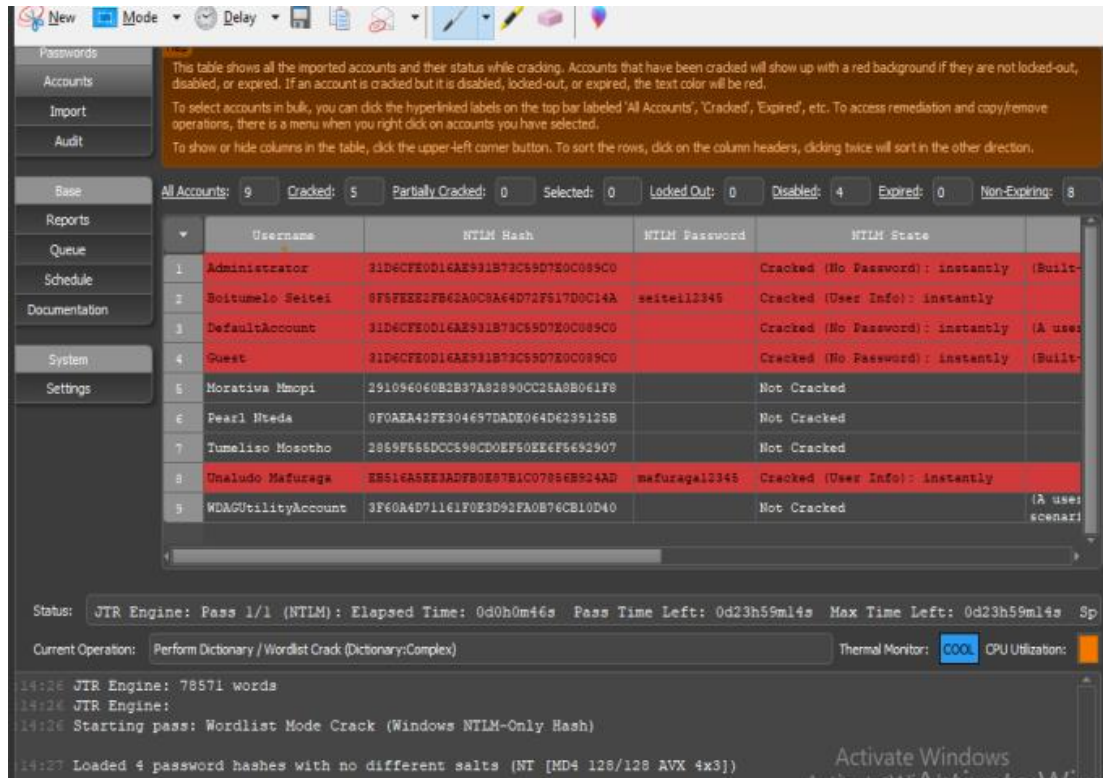 New Mode Delay
Passwords
Accounts
Import
Audit
Base
Reports
Queue
Schedule
Documentation
System
Settings
This table shows all the imported accounts and their status while cracking. Accounts that have been cracked will show up with a red background if they are not locked-out,
disabled, or expired. If an account is cracked but it is disabled, locked-out, or expired, the text color will be red.
To select accounts in bulk, you can click the hyperlinked labels on the top bar labeled 'All Accounts', 'Cracked', 'Expired', etc. To access remediation and copy/remove
operations, there is a menu when you right click on accounts you have selected.
To show or hide columns in the table, click the upper-left corner button. To sort the rows, click on the column headers, clicking twice will sort in the other direction.
All Accounts: 9 Cracked: 5 Partially Cracked: 0 Selected: 0 Locked Out: 0 Disabled: 4 Expired: 0 Non-Expiring: 8
Username NTLM Hash NTLM Password NTLM State
1 Administrator 31D6CFE0D16AE931B73C59D7E0C089C0 Cracked (No Password): instantly (Built-
2 Boitumelo Seitei 8F5FEEE2FB62A0C8A64D72F517D0C14A seitei12345 Cracked (User Info): instantly
3 DefaultAccount 31D6CFE0D16AE931B73C59D7E0C089C0 Cracked (No Password): instantly (A user
4 Guest 31D6CFE0D16AE931B73C59D7E0C089C0 Cracked (No Password): instantly (Built-
5 Moratiwa Mmopi 291096060B2B37A82890CC25A8B061F8 Not Cracked
6 Pearl Nteda 0F0AEA42FE304697DADE064D6239125B Not Cracked
7 Tumeliso Mosotho 2859F555DCC598CD0EF50EE6F5692907 Not Cracked
8 Unaludo Mafuraga EB516A5EE3ADFB0E87B1C07856B924AD mafuraga12345 Cracked (User Info): instantly
9 WDAGUtilityAccount 3F60A4D71161F0E3D92FA0B76CB10D40 Not Cracked (A user
scenari
Status: JTR Engine: Pass 1/1 (NTLM): Elapsed Time: 0d0h0m46s Pass Time Left: 0d23h59m14s Max Time Left: 0d23h59m14s Sp
Current Operation: Perform Dictionary / Wordlist Crack (Dictionary:Complex) Thermal Monitor: COOL CPU Utilization:
:14:26 JTR Engine: 78571 words
:14:26 JTR Engine:
:14:26 Starting pass: Wordlist Mode Crack (Windows NTLM-Only Hash)
:14:27 Loaded 4 password hashes with no different salts (NT [MD4 128/128 AVX 4x3])
Activate Windows